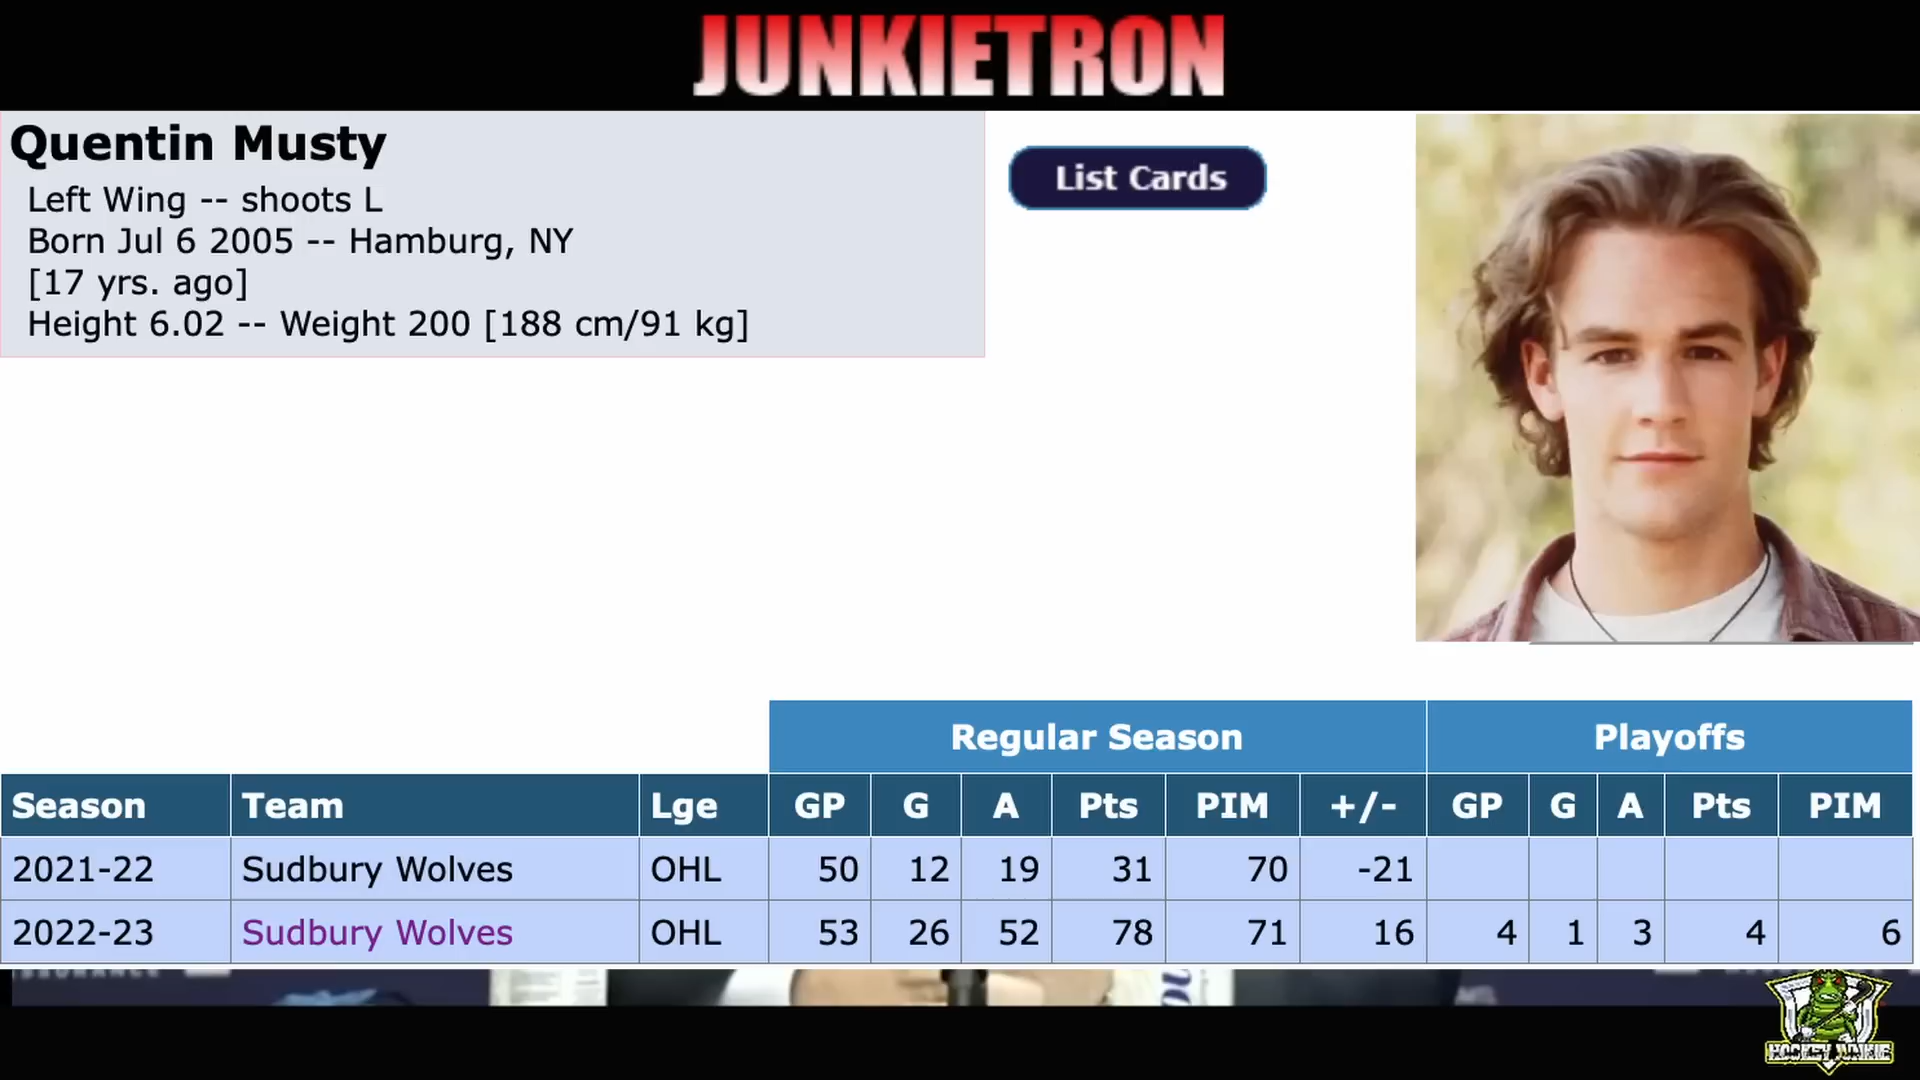 JUNKIETRON
Quentin Musty
Left Wing -- shoots L
Born Jul 6 2005 -- Hamburg, NY
[17 yrs. ago]
Height 6.02 -- Weight 200 [188 cm/91 kg]
List Cards
Regular Season Playoffs
Season Team Lge GP G A Pts PIM +/- GP G A Pts PIM
2021-22 Sudbury Wolves OHL 50 12 19 31 70 -21
2022-23 Sudbury Wolves OHL 53 26 52 78 71 16 4 1 3 4 6
HOCKEY JUNKIE